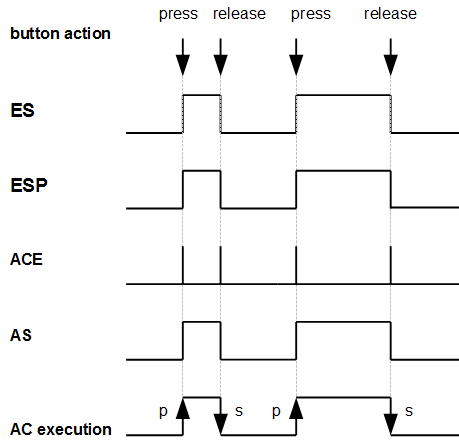 press release press release
button action
ES
ESP
ACE
AS
p s p s
AC execution